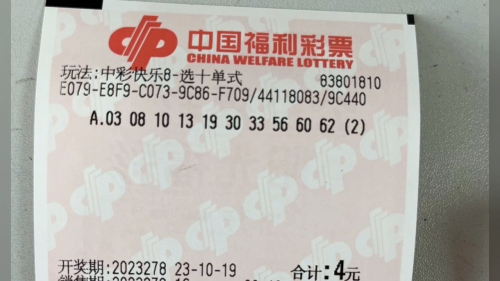 中国福利彩票
CHINA WELFARE LOTTERY
玩法:中彩快乐8-选十单式 83801810
E079-E8F9-C073-9C86-F709/44118083/9C440
A.03 08 10 13 19 30 33 56 60 62 (2)
开奖期:2023278 23-10-19 合计:4元